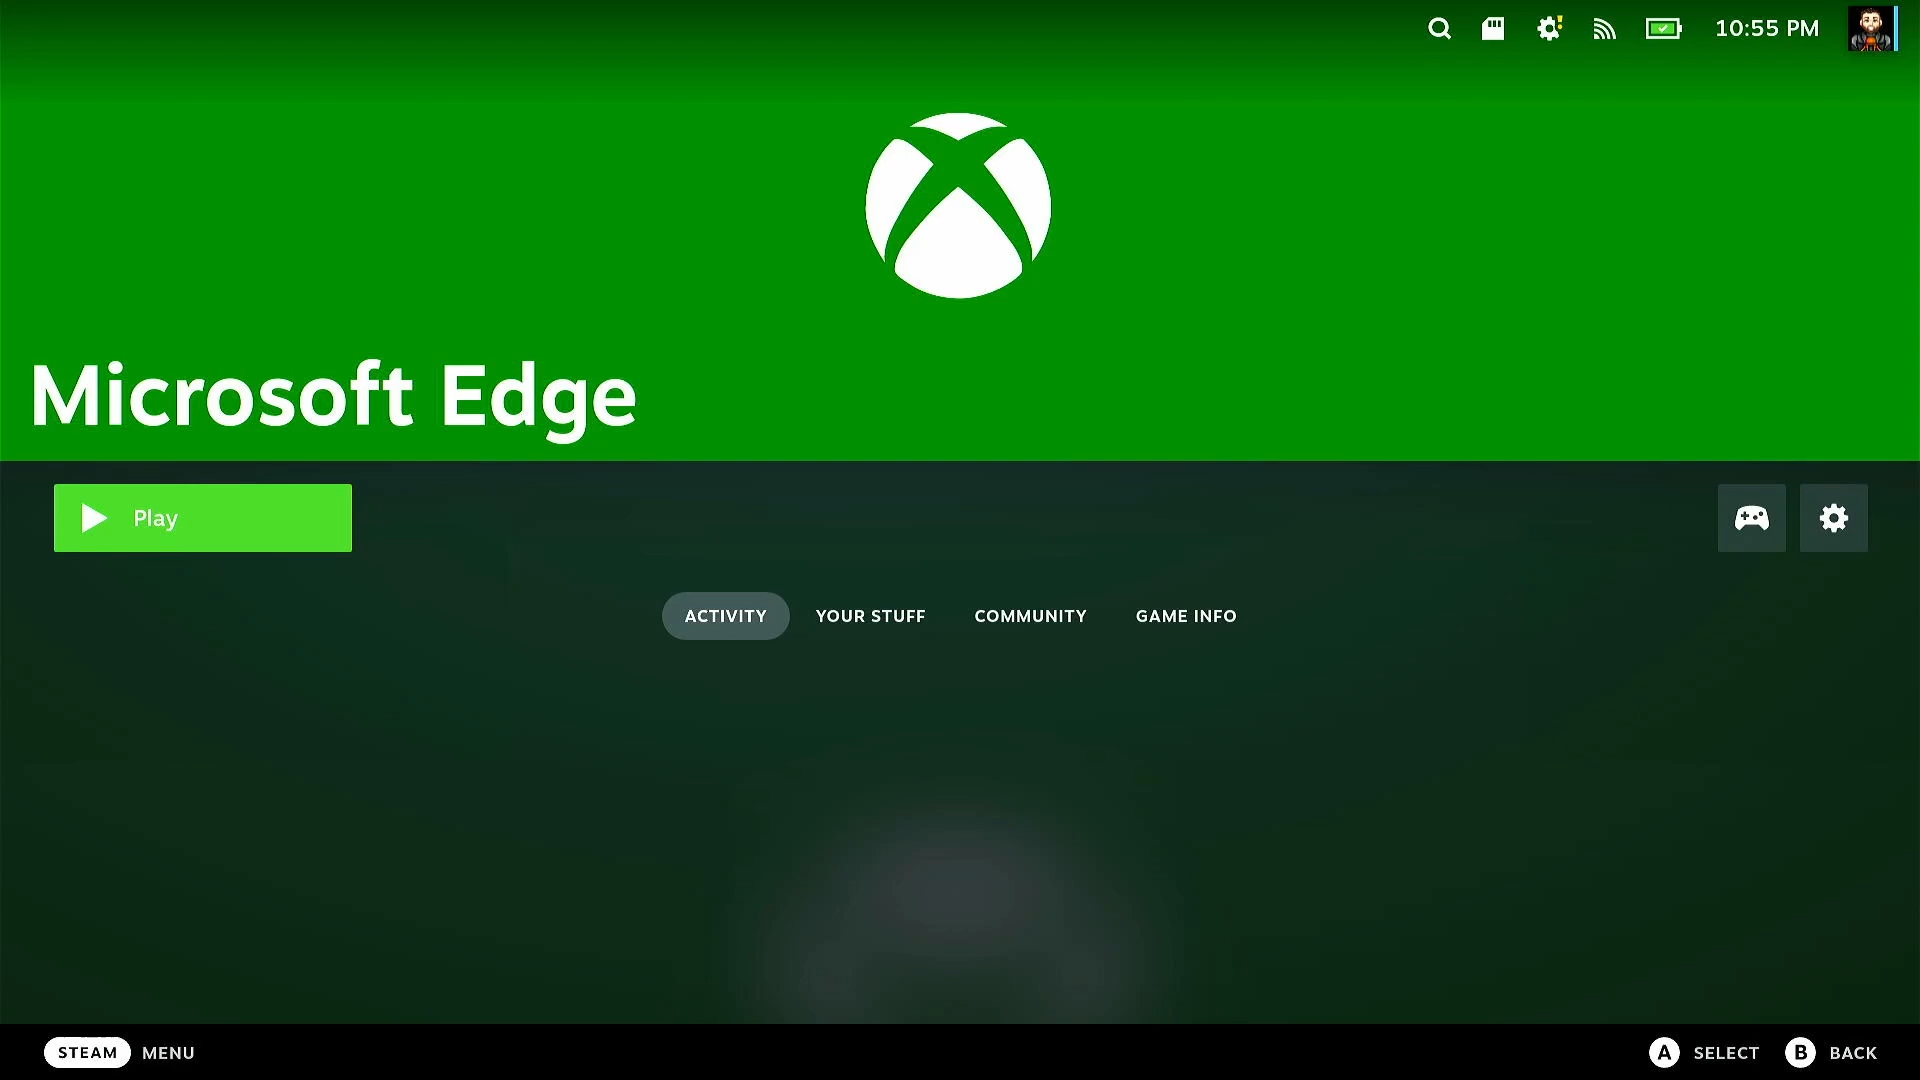 10:55 PM
Microsoft Edge
Play
ACTIVITY
YOUR STUFF
COMMUNITY
GAME INFO
STEAM MENU
A SELECT B BACK